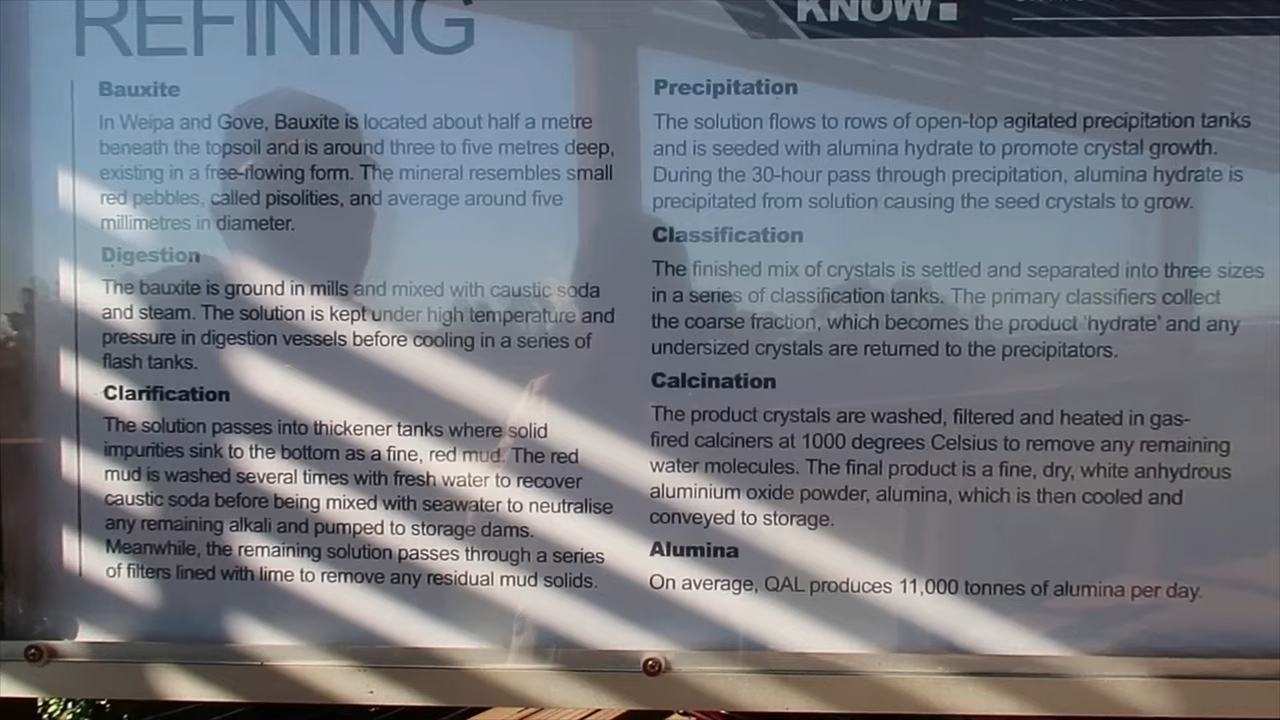 REFINING
KNOW.
Bauxite
In Weipa and Gove, Bauxite is located about half a metre
beneath the topsoil and is around three to five metres deep,
existing in a free-flowing form. The mineral resembles small
red pebbles, called pisolities, and average around five
millimetres in diameter.
Digestion
The bauxite is ground in mills and mixed with caustic soda
and steam. The solution is kept under high temperature and
pressure in digestion vessels before cooling in a series of
flash tanks.
Clarification
The solution passes into thickener tanks where solid
impurities sink to the bottom as a fine, red mud. The red
mud is washed several times with fresh water to recover
caustic soda before being mixed with seawater to neutralise
any remaining alkali and pumped to storage dams.
Meanwhile, the remaining solution passes through a series
of filters lined with lime to remove any residual mud solids.
Precipitation
The solution flows to rows of open-top agitated precipitation tanks
and is seeded with alumina hydrate to promote crystal growth.
During the 30-hour pass through precipitation, alumina hydrate is
precipitated from solution causing the seed crystals to grow.
Classification
The finished mix of crystals is settled and separated into three sizes
in a series of classification tanks. The primary classifiers collect
the coarse fraction, which becomes the product 'hydrate' and any
undersized crystals are returned to the precipitators.
Calcination
The product crystals are washed, filtered and heated in gas-
fired calciners at 1000 degrees Celsius to remove any remaining
water molecules. The final product is a fine, dry, white anhydrous
aluminium oxide powder, alumina, which is then cooled and
conveyed to storage.
Alumina
On average, QAL produces 11,000 tonnes of alumina per day.